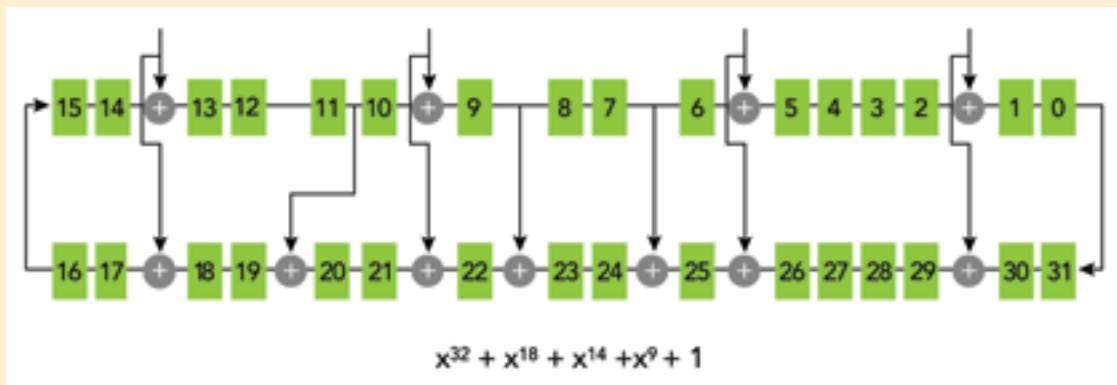 15 14 + 13 12 11 10 + 9 8 7 6 + 5 4 3 2 + 1 0
16 17 + 18 19 + 20 21 + 22 + 23 24 + 25 + 26 27 28 29 + 30 31
x³² + x¹⁸ + x¹⁴ +x⁹ + 1